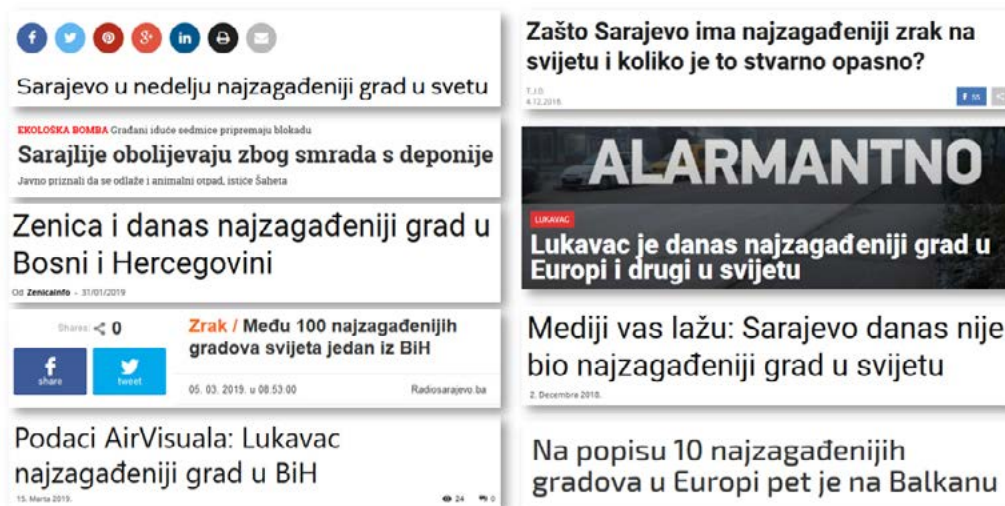 Sarajevo u nedelju najzagađeniji grad u svetu
EKOLOŠKA BOMBA Građani iduće sedmice pripremaju blokadu
Sarajlije obolijevaju zbog smrada s deponije
Javno priznali da se odlaže i animalni otpad, ističe Šaheta
Zenica i danas najzagađeniji grad u
Bosni i Hercegovini
Od Zenicainfo - 31/01/2019
Shares: 0
share
tweet
Zrak / Među 100 najzagađenijih
gradova svijeta jedan iz BiH
05. 03. 2019. u 08:53:00
Radiosarajevo.ba
Podaci AirVisuala: Lukavac
najzagađeniji grad u BiH
15. Marta 2019.
24
0
Zašto Sarajevo ima najzagađeniji zrak na
svijetu i koliko je to stvarno opasno?
4.12.2018.
55
ALARMANTNO
LUKAVAC
Lukavac je danas najzagađeniji grad u
Europi i drugi u svijetu
Mediji vas lažu: Sarajevo danas nije
bio najzagađeniji grad u svijetu
2. Decembra 2018.
Na popisu 10 najzagađenijih
gradova u Europi pet je na Balkanu